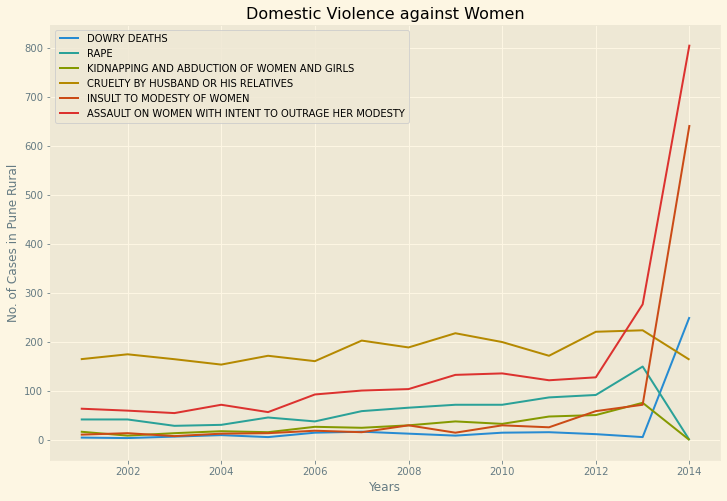 Domestic Violence against Women
DOWRY DEATHS
RAPE
KIDNAPPING AND ABDUCTION OF WOMEN AND GIRLS
CRUELTY BY HUSBAND OR HIS RELATIVES
INSULT TO MODESTY OF WOMEN
ASSAULT ON WOMEN WITH INTENT TO OUTRAGE HER MODESTY
No. of Cases in Pune Rural
800
700
600
500
400
300
200
100
0
2002 2004 2006 2008 2010 2012 2014
Years